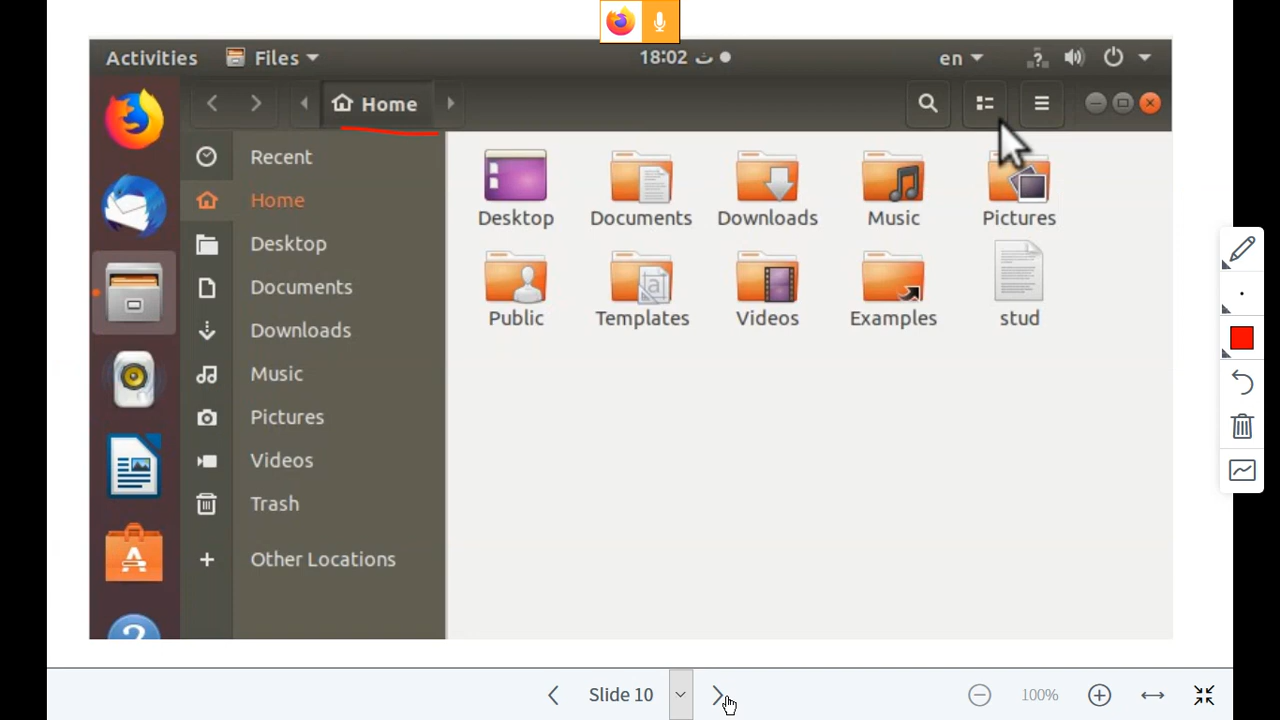 Activities Files 18:02 ث en
Home
Recent
Home
Desktop
Documents
Downloads
Music
Pictures
Videos
Trash
Other Locations
Desktop Documents Downloads Music Pictures
Public Templates Videos Examples stud
Slide 10 100%